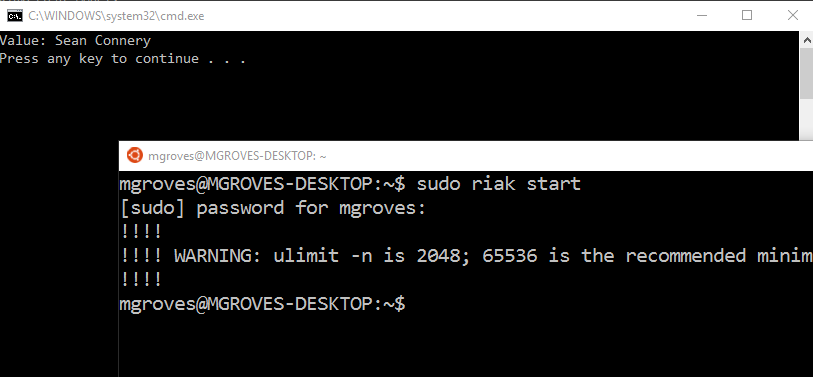 C:\WINDOWS\system32\cmd.exe
Value: Sean Connery
Press any key to continue . . .
mgroves@MGROVES-DESKTOP: ~
mgroves@MGROVES-DESKTOP:~$ sudo riak start
[sudo] password for mgroves:
!!!!
!!!! WARNING: ulimit -n is 2048; 65536 is the recommended minim
!!!!
mgroves@MGROVES-DESKTOP:~$